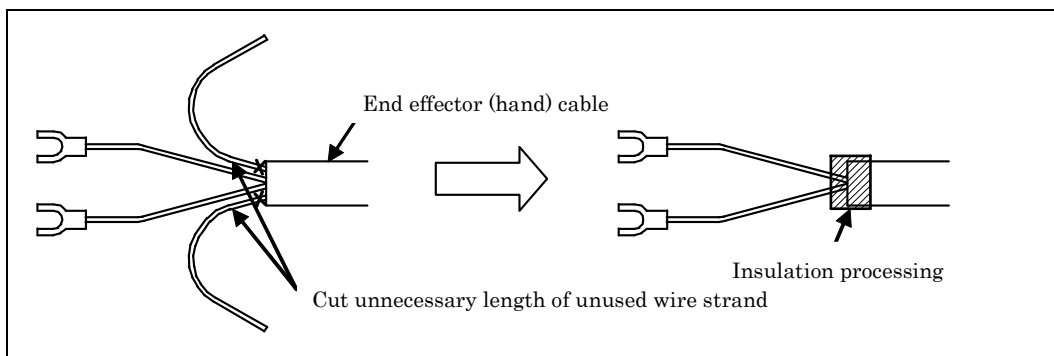 End effector (hand) cable
Insulation processing
Cut unnecessary length of unused wire strand